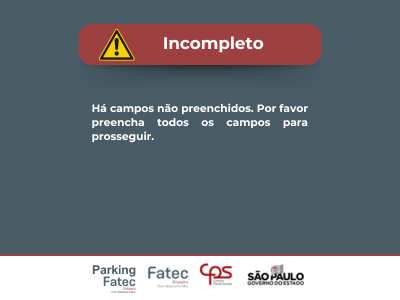 Incompleto
Há campos não preenchidos. Por favor
preencha todos os campos para
prosseguir.
Parking
Fatec
Fatec
CPS
SÃO PAULO
GOVERNO DO ESTADO